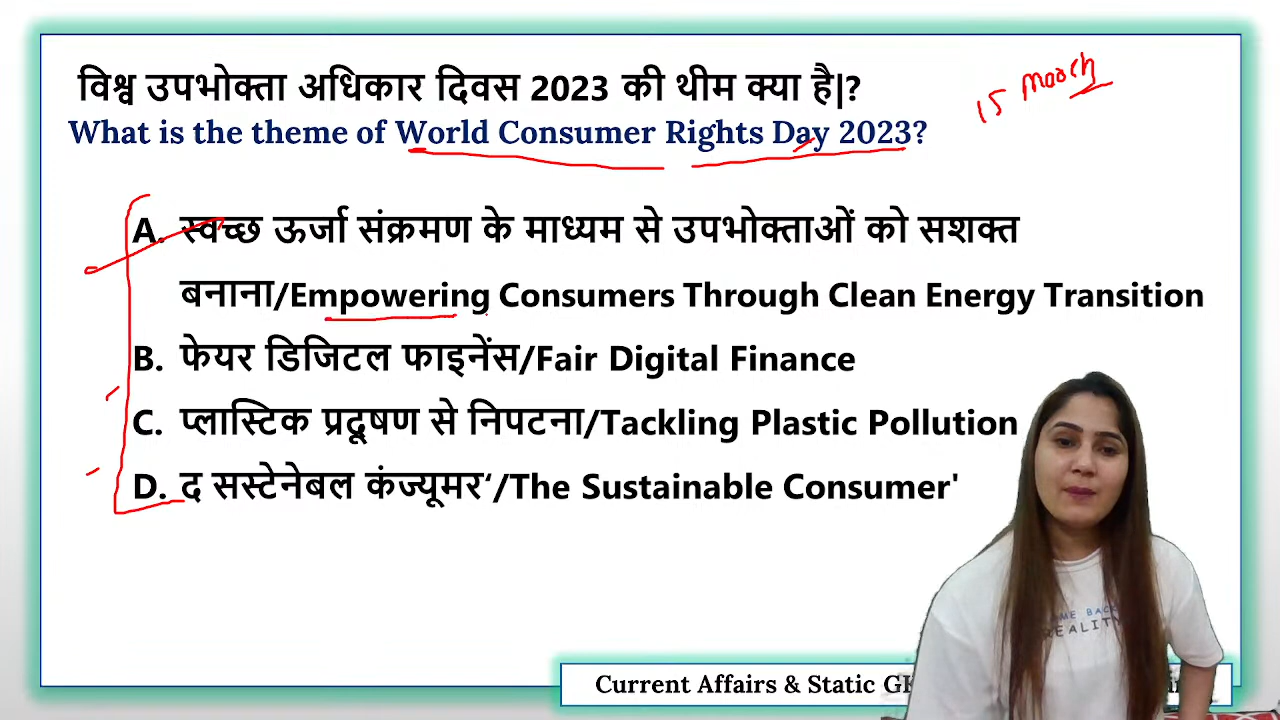 विश्व उपभोक्ता अधिकार दिवस 2023 की थीम क्या है|?
What is the theme of World Consumer Rights Day 2023?
15 March
A. स्वच्छ ऊर्जा संक्रमण के माध्यम से उपभोक्ताओं को सशक्त
बनाना/Empowering Consumers Through Clean Energy Transition
B. फेयर डिजिटल फाइनेंस/Fair Digital Finance
C. प्लास्टिक प्रदूषण से निपटना/Tackling Plastic Pollution
D. द सस्टेनेबल कंज्यूमर‘/The Sustainable Consumer'
BACK
REALITY
Current Affairs & Static